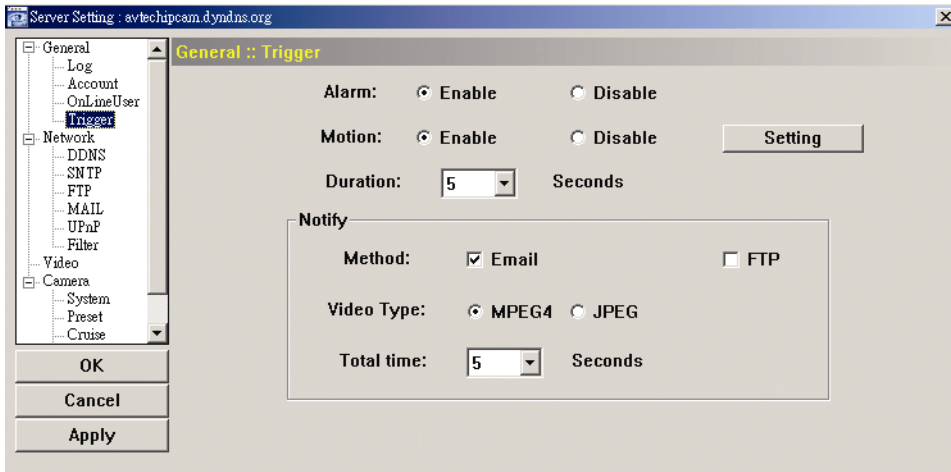 Server Setting : avtechipcam.dyndns.org
General
Log
Account
OnLineUser
Trigger
Network
DDNS
SNTP
FTP
MAIL
UPnP
Filter
Video
Camera
System
Preset
Cruise
OK
Cancel
Apply
General :: Trigger
Alarm: Enable Disable
Motion: Enable Disable Setting
Duration: 5 Seconds
Notify
Method: Email FTP
Video Type: MPEG4 JPEG
Total time: 5 Seconds